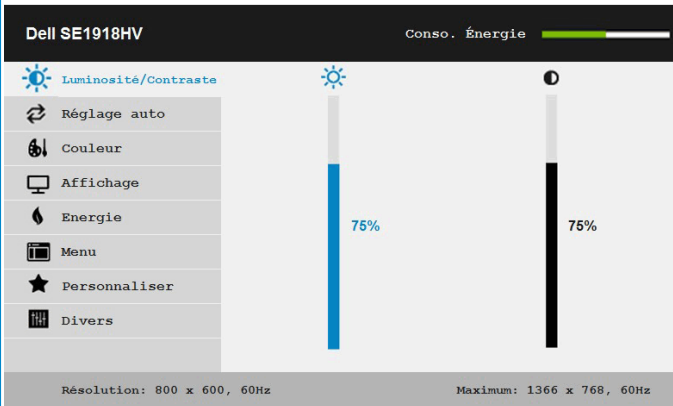 Dell SE1918HV
Conso. Énergie
Luminosité/Contraste
Réglage auto
Couleur
Affichage
Energie
75%
75%
Menu
Personnaliser
Divers
Résolution: 800 x 600, 60Hz
Maximum: 1366 x 768, 60Hz